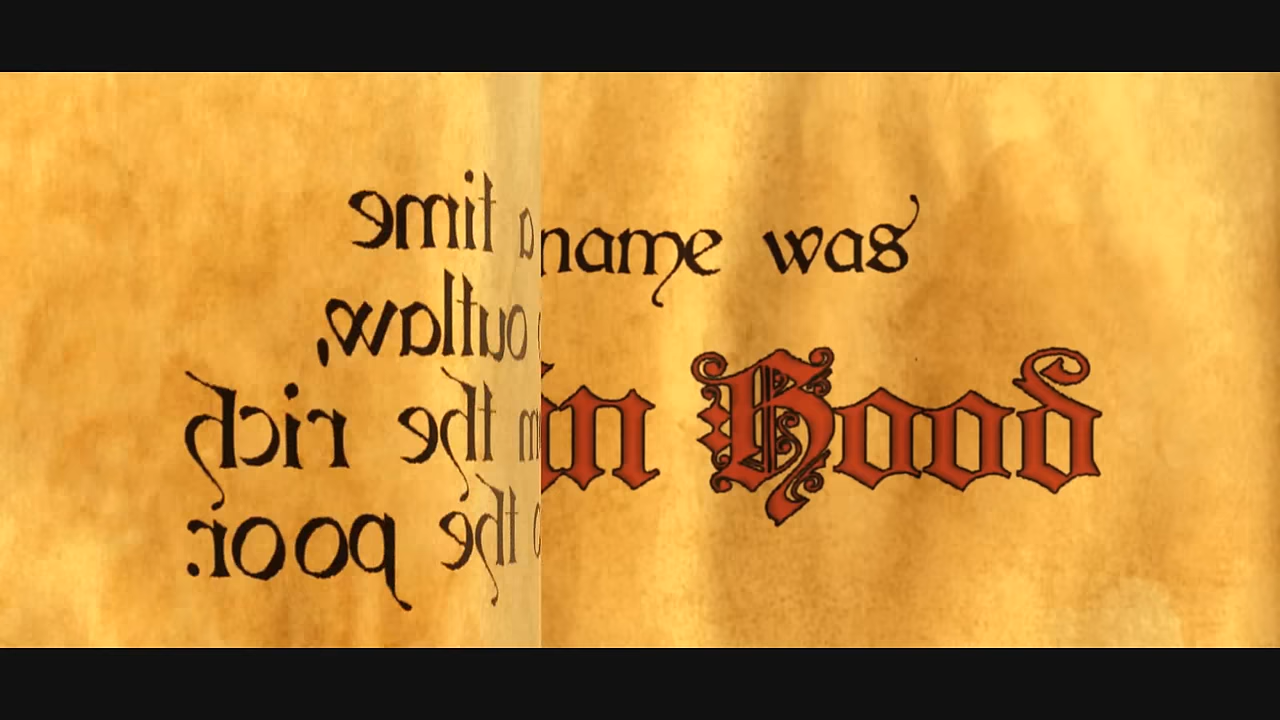 a time
outlaw,
the rich
the poor.
name was
Hood